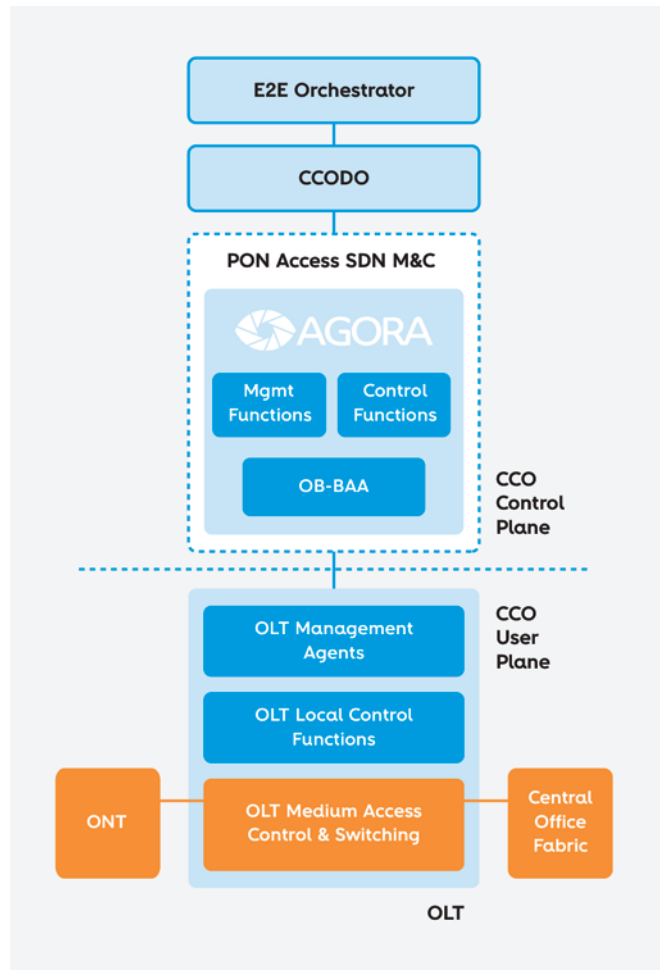 E2E Orchestrator
CCODO
PON Access SDN M&C
AGORA
Mgmt
Functions
Control
Functions
OB-BAA
CCO
Control
Plane
OLT Management
Agents
CCO
User
Plane
OLT Local Control
Functions
ONT
OLT Medium Access
Control & Switching
Central
Office
Fabric
OLT